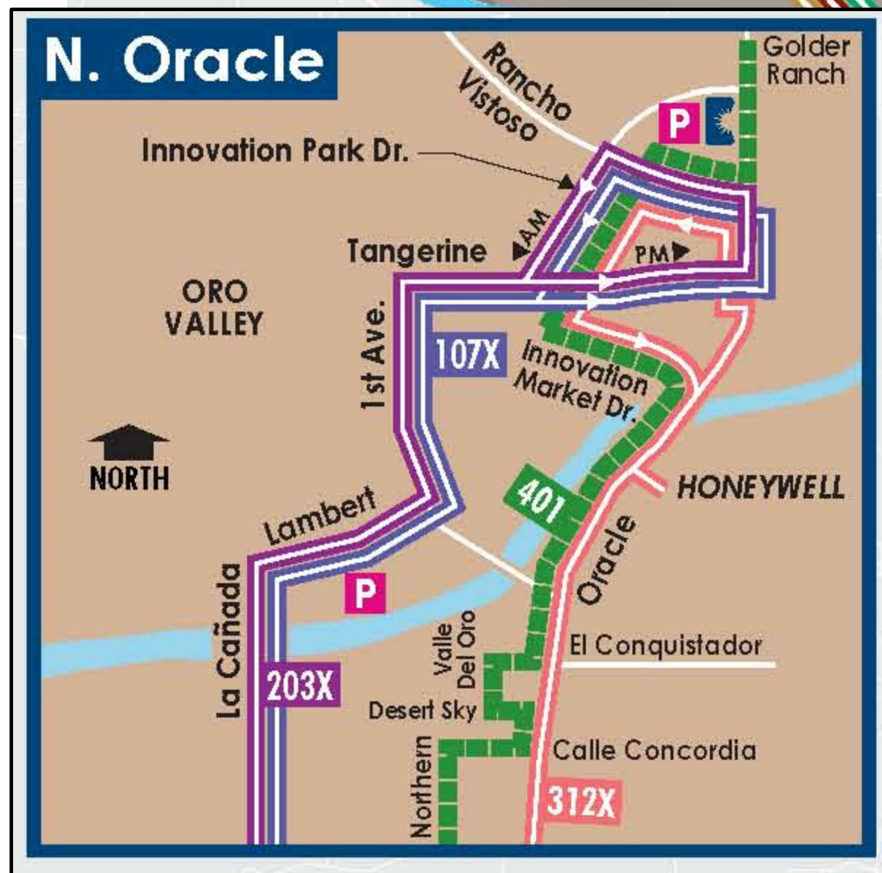 N. Oracle
Golder
Ranch
Rancho
Vistoso
P
Innovation Park Dr.
AM
Tangerine
PM
ORO
VALLEY
1st Ave.
107X
Innovation
Market Dr.
NORTH
401
HONEYWELL
Lambert
Oracle
P
La Cañada
Valle
Del Oro
El Conquistador
203X
Desert Sky
Northern
Calle Concordia
312X